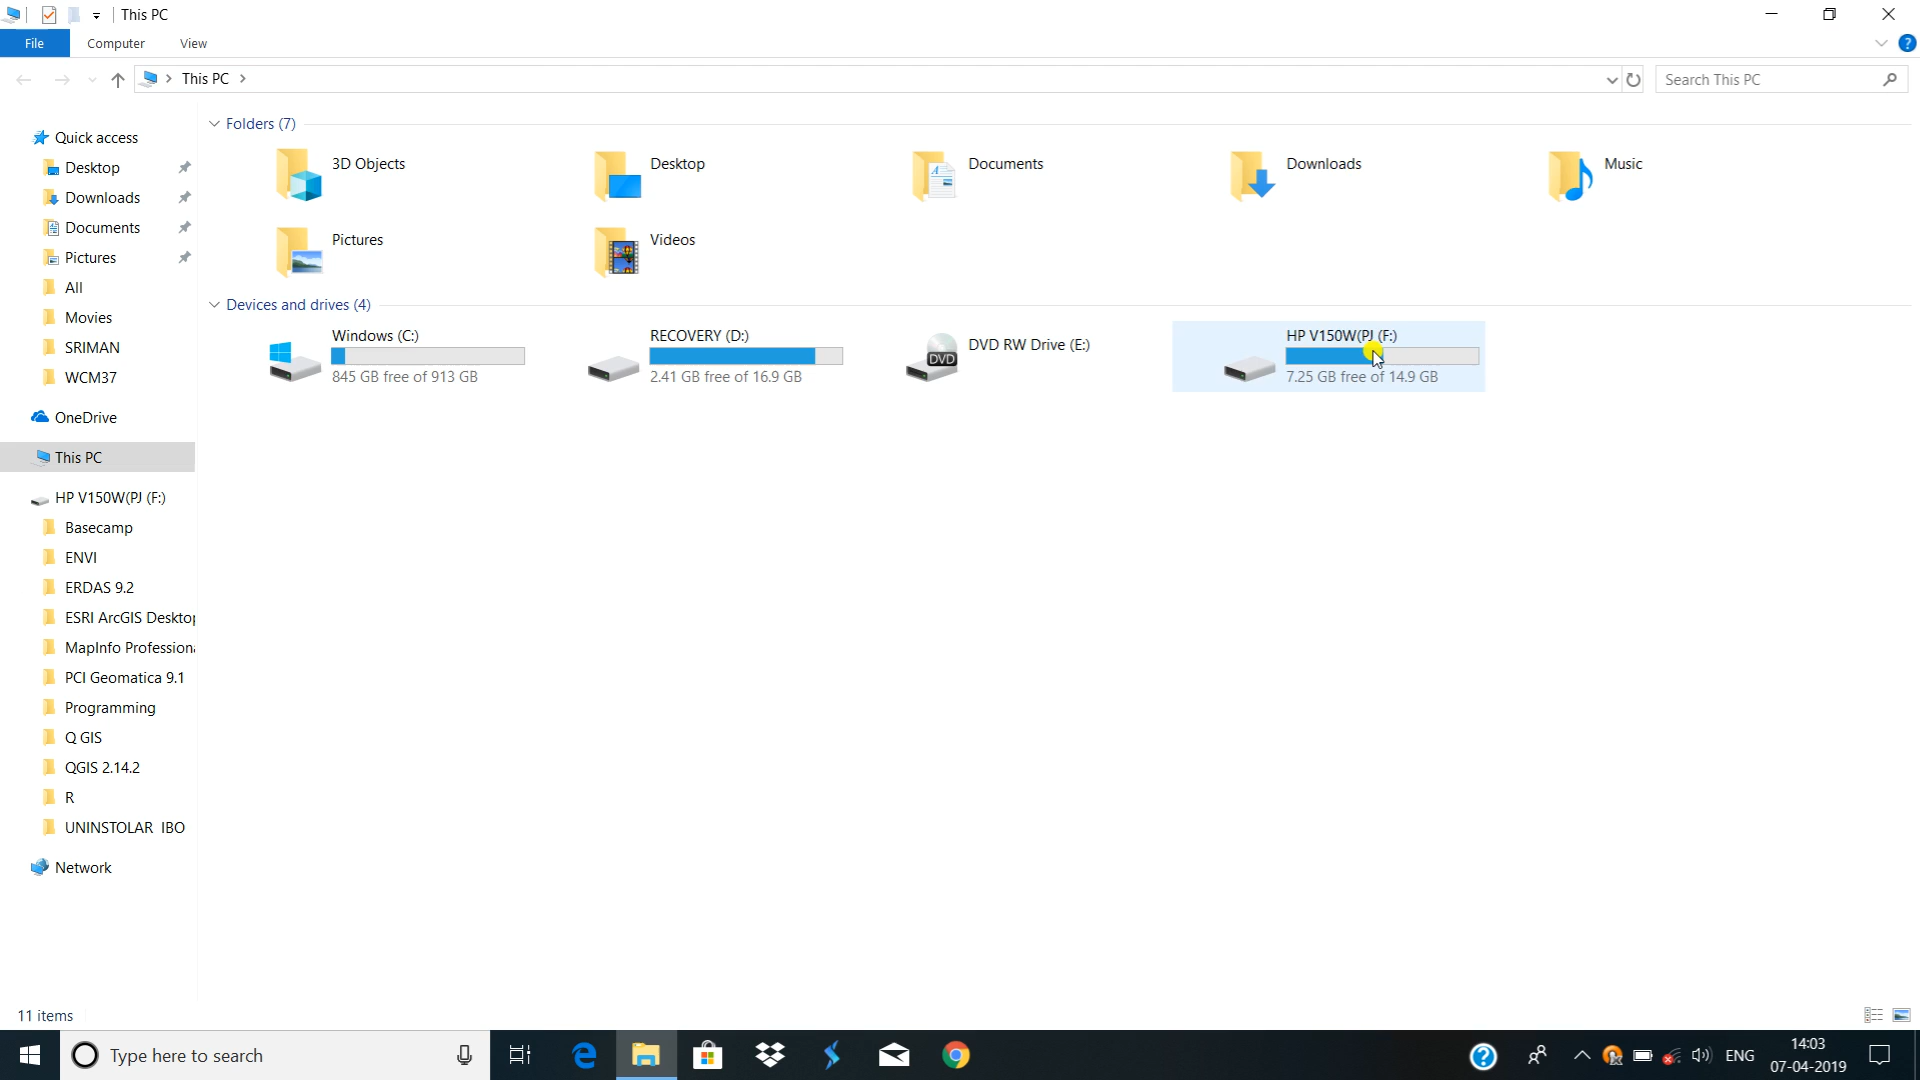 This PC
File Computer View
This PC
Search This PC
Quick access
Desktop
Downloads
Documents
Pictures
All
Movies
SRIMAN
WCM37
OneDrive
This PC
HP V150W(PJ (F:)
Basecamp
ENVI
ERDAS 9.2
ESRI ArcGIS Desktop
MapInfo Profession
PCI Geomatica 9.1
Programming
Q GIS
QGIS 2.14.2
R
UNINSTOLAR IBO
Network
Folders (7)
3D Objects
Desktop
Documents
Downloads
Music
Pictures
Videos
Devices and drives (4)
Windows (C:)
845 GB free of 913 GB
RECOVERY (D:)
2.41 GB free of 16.9 GB
DVD
DVD RW Drive (E:)
HP V150W(PJ (F:)
7.25 GB free of 14.9 GB
11 items
Type here to search
ENG
14:03
07-04-2019